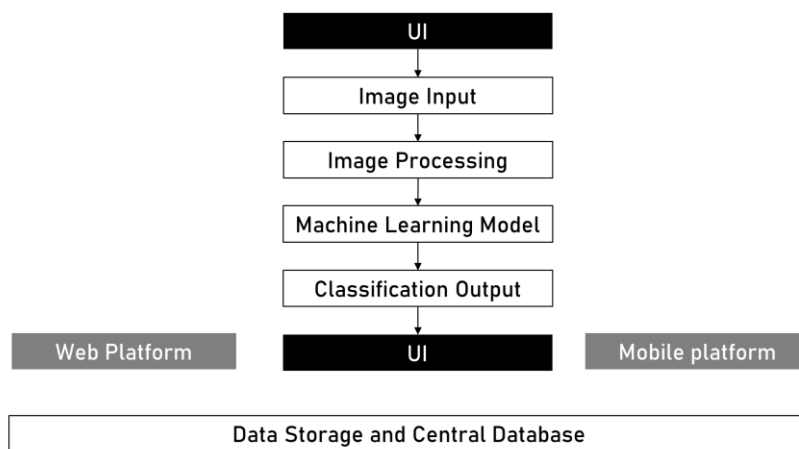 UI
Image Input
Image Processing
Machine Learning Model
Classification Output
Web Platform
UI
Mobile platform
Data Storage and Central Database